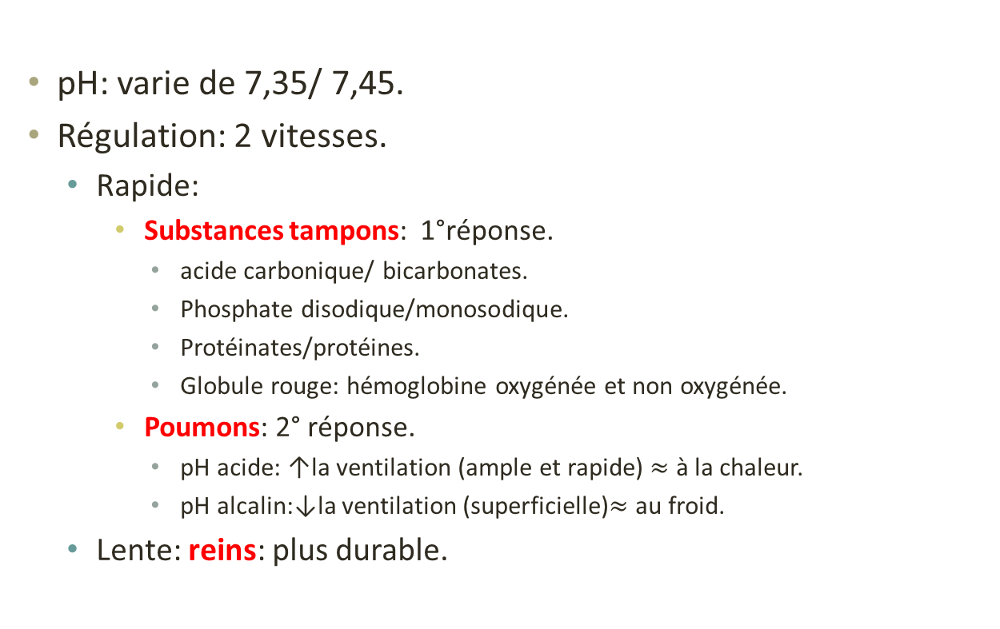 • pH: varie de 7,35/ 7,45.
• Régulation: 2 vitesses.
• Rapide:
• Substances tampons: 1°réponse.
• acide carbonique/ bicarbonates.
• Phosphate disodique/monosodique.
• Protéinates/protéines.
• Globule rouge: hémoglobine oxygénée et non oxygénée.
• Poumons: 2° réponse.
• pH acide: ↑la ventilation (ample et rapide) ≈ à la chaleur.
• pH alcalin:↓la ventilation (superficielle)≈ au froid.
• Lente: reins: plus durable.